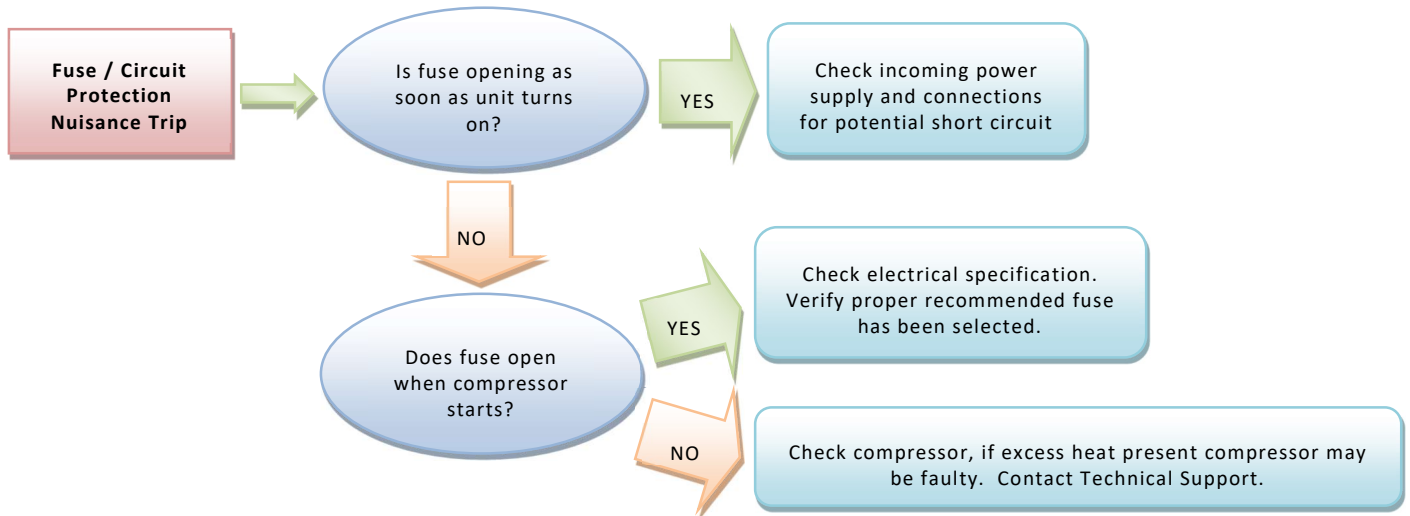 Fuse / Circuit
Protection
Nuisance Trip
Is fuse opening as
soon as unit turns
on?
YES
Check incoming power
supply and connections
for potential short circuit
NO
Does fuse open
when compressor
starts?
YES
Check electrical specification.
Verify proper recommended fuse
has been selected.
NO
Check compressor, if excess heat present compressor may
be faulty.  Contact Technical Support.